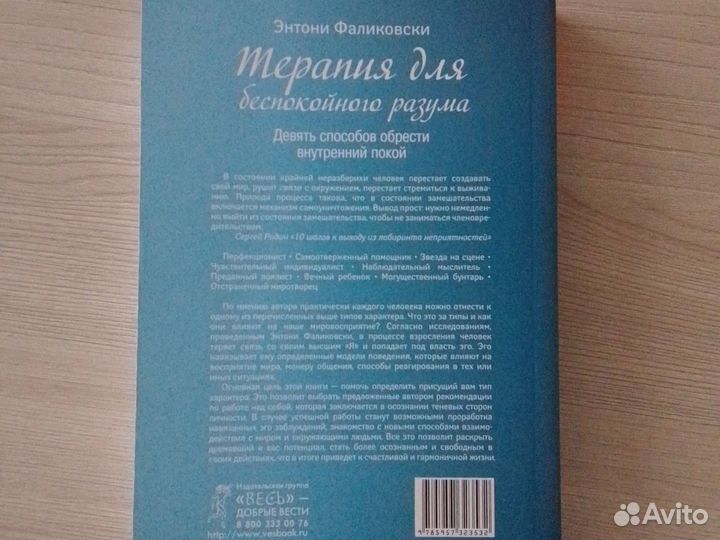 Энтони Фаликовски
Терапия для
беспокойного разума
Девять способов обрести
внутренний покой
В состоянии крайней неразберихи человек перестает создавать
свой мир, рушит связи с окружением, перестает стремиться к выжива-
нию. Природа процесса такова, что в состоянии замешательства
включается механизм самоуничтожения. Вывод прост: нужно немедлен-
но выйти из состояния замешательства, чтобы не заниматься членовре-
дительством.
Сергей Родин «10 шагов к выходу из лабиринта неприятностей»
Перфекционист • Самоотверженный помощник • Звезда на сцене •
Чувствительный индивидуалист • Наблюдательный мыслитель •
Преданный лоялист • Вечный ребенок • Могущественный бунтарь •
Отстраненный миротворец
По мнению автора практически каждого человека можно отнести к
одному из перечисленных выше типов характера. Что это за типы и как
они влияют на наше мировосприятие? Согласно исследованиям,
проведенным Энтони Фаликовски, в процессе взросления человек
теряет связь со своим высшим «Я» и попадает под власть эго. Эго
навязывает ему определенные модели поведения, которые влияют на
восприятие мира, манеру общения, способы реагирования в тех или
иных ситуациях.
Основная цель этой книги — помочь определить присущий вам тип
характера. Это позволит выбрать предложенные автором рекомендации
по работе над собой, которая заключается в осознании теневых сторон
личности. В случае успешной работы станут возможными проработка
навязанных эго заблуждений, знакомство с новыми способами взаимо-
действия с миром и окружающими людьми. Все это позволит раскрыть
дремавший в вас потенциал, стать более осознанным и свободным в
своих действиях, что в итоге приведет к счастливой и гармоничной жизни.
Издательская группа
«ВЕСЬ» —
ДОБРЫЕ ВЕСТИ
8 800 333 00 76
http://www.vesbook.ru
9 785957 323532
Avito